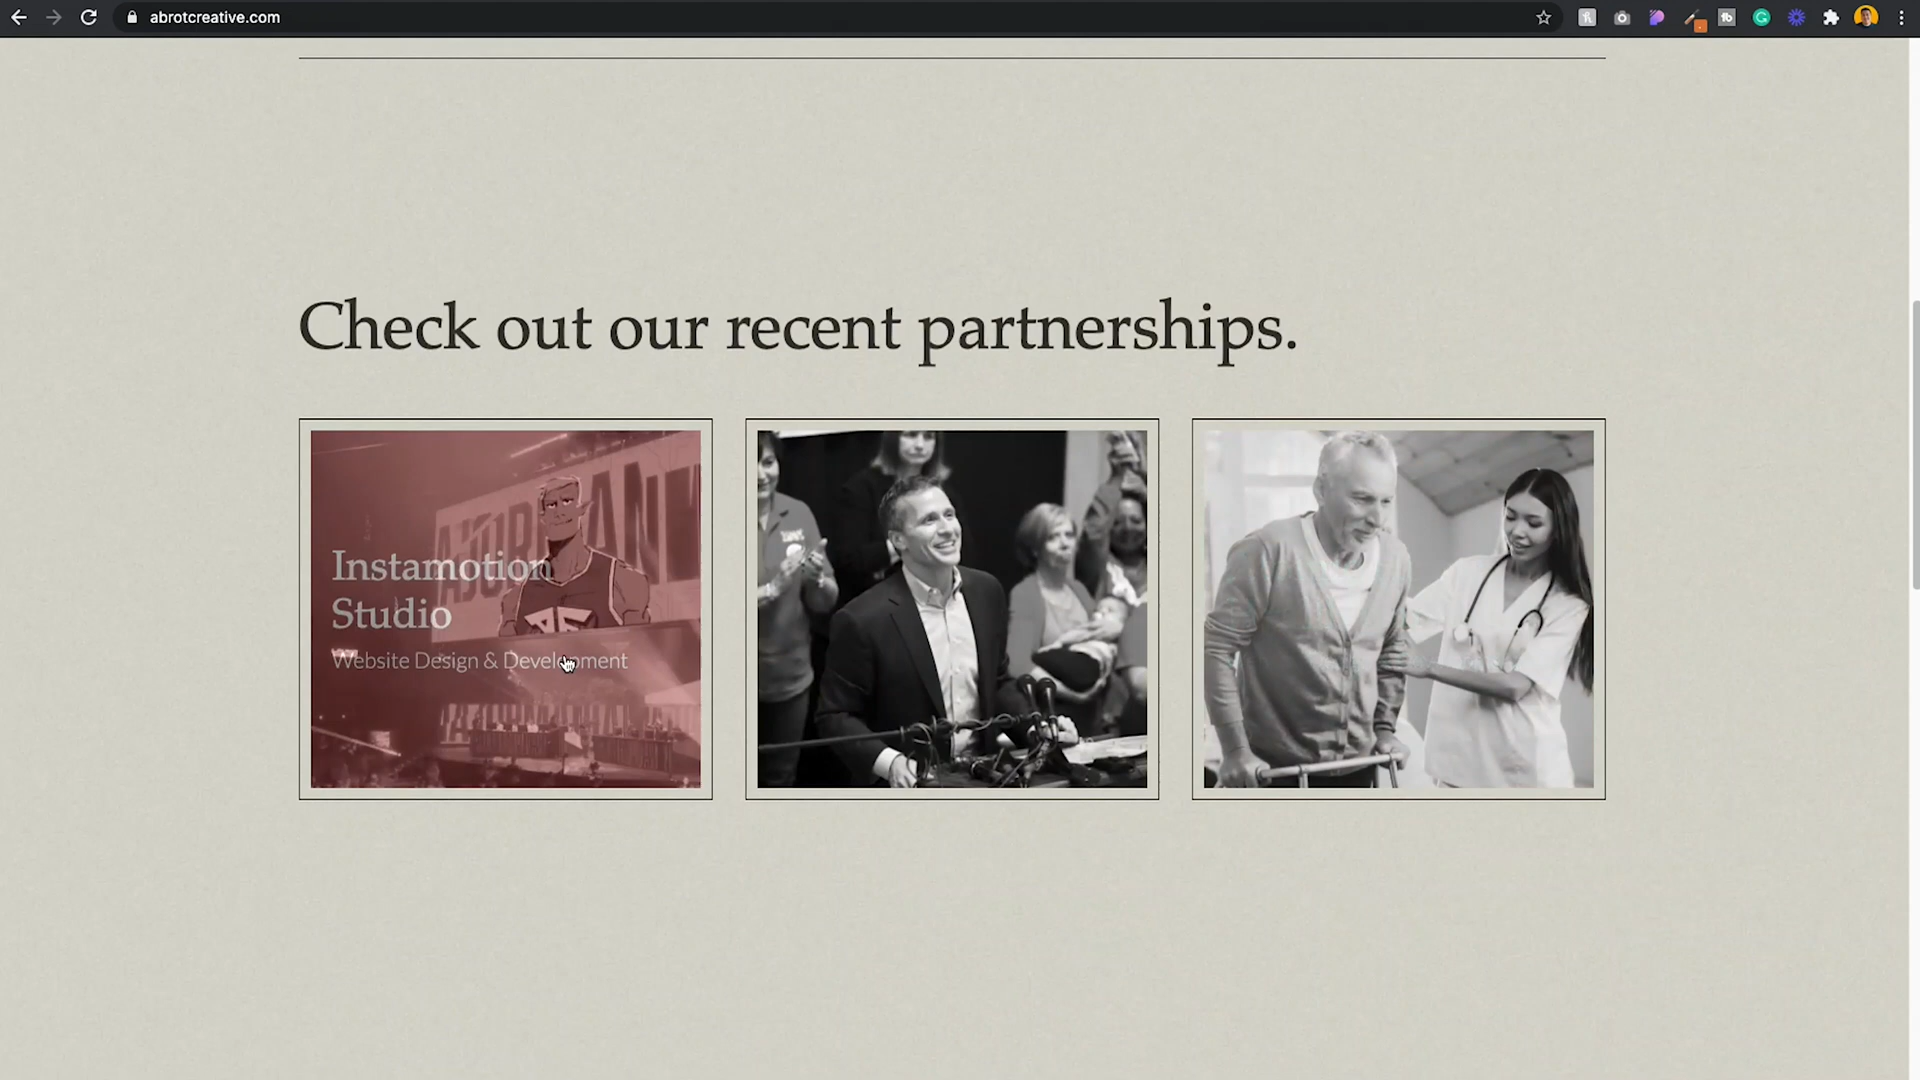 abrotcreative.com
Check out our recent partnerships.
Instamotion
Studio
Website Design & Development